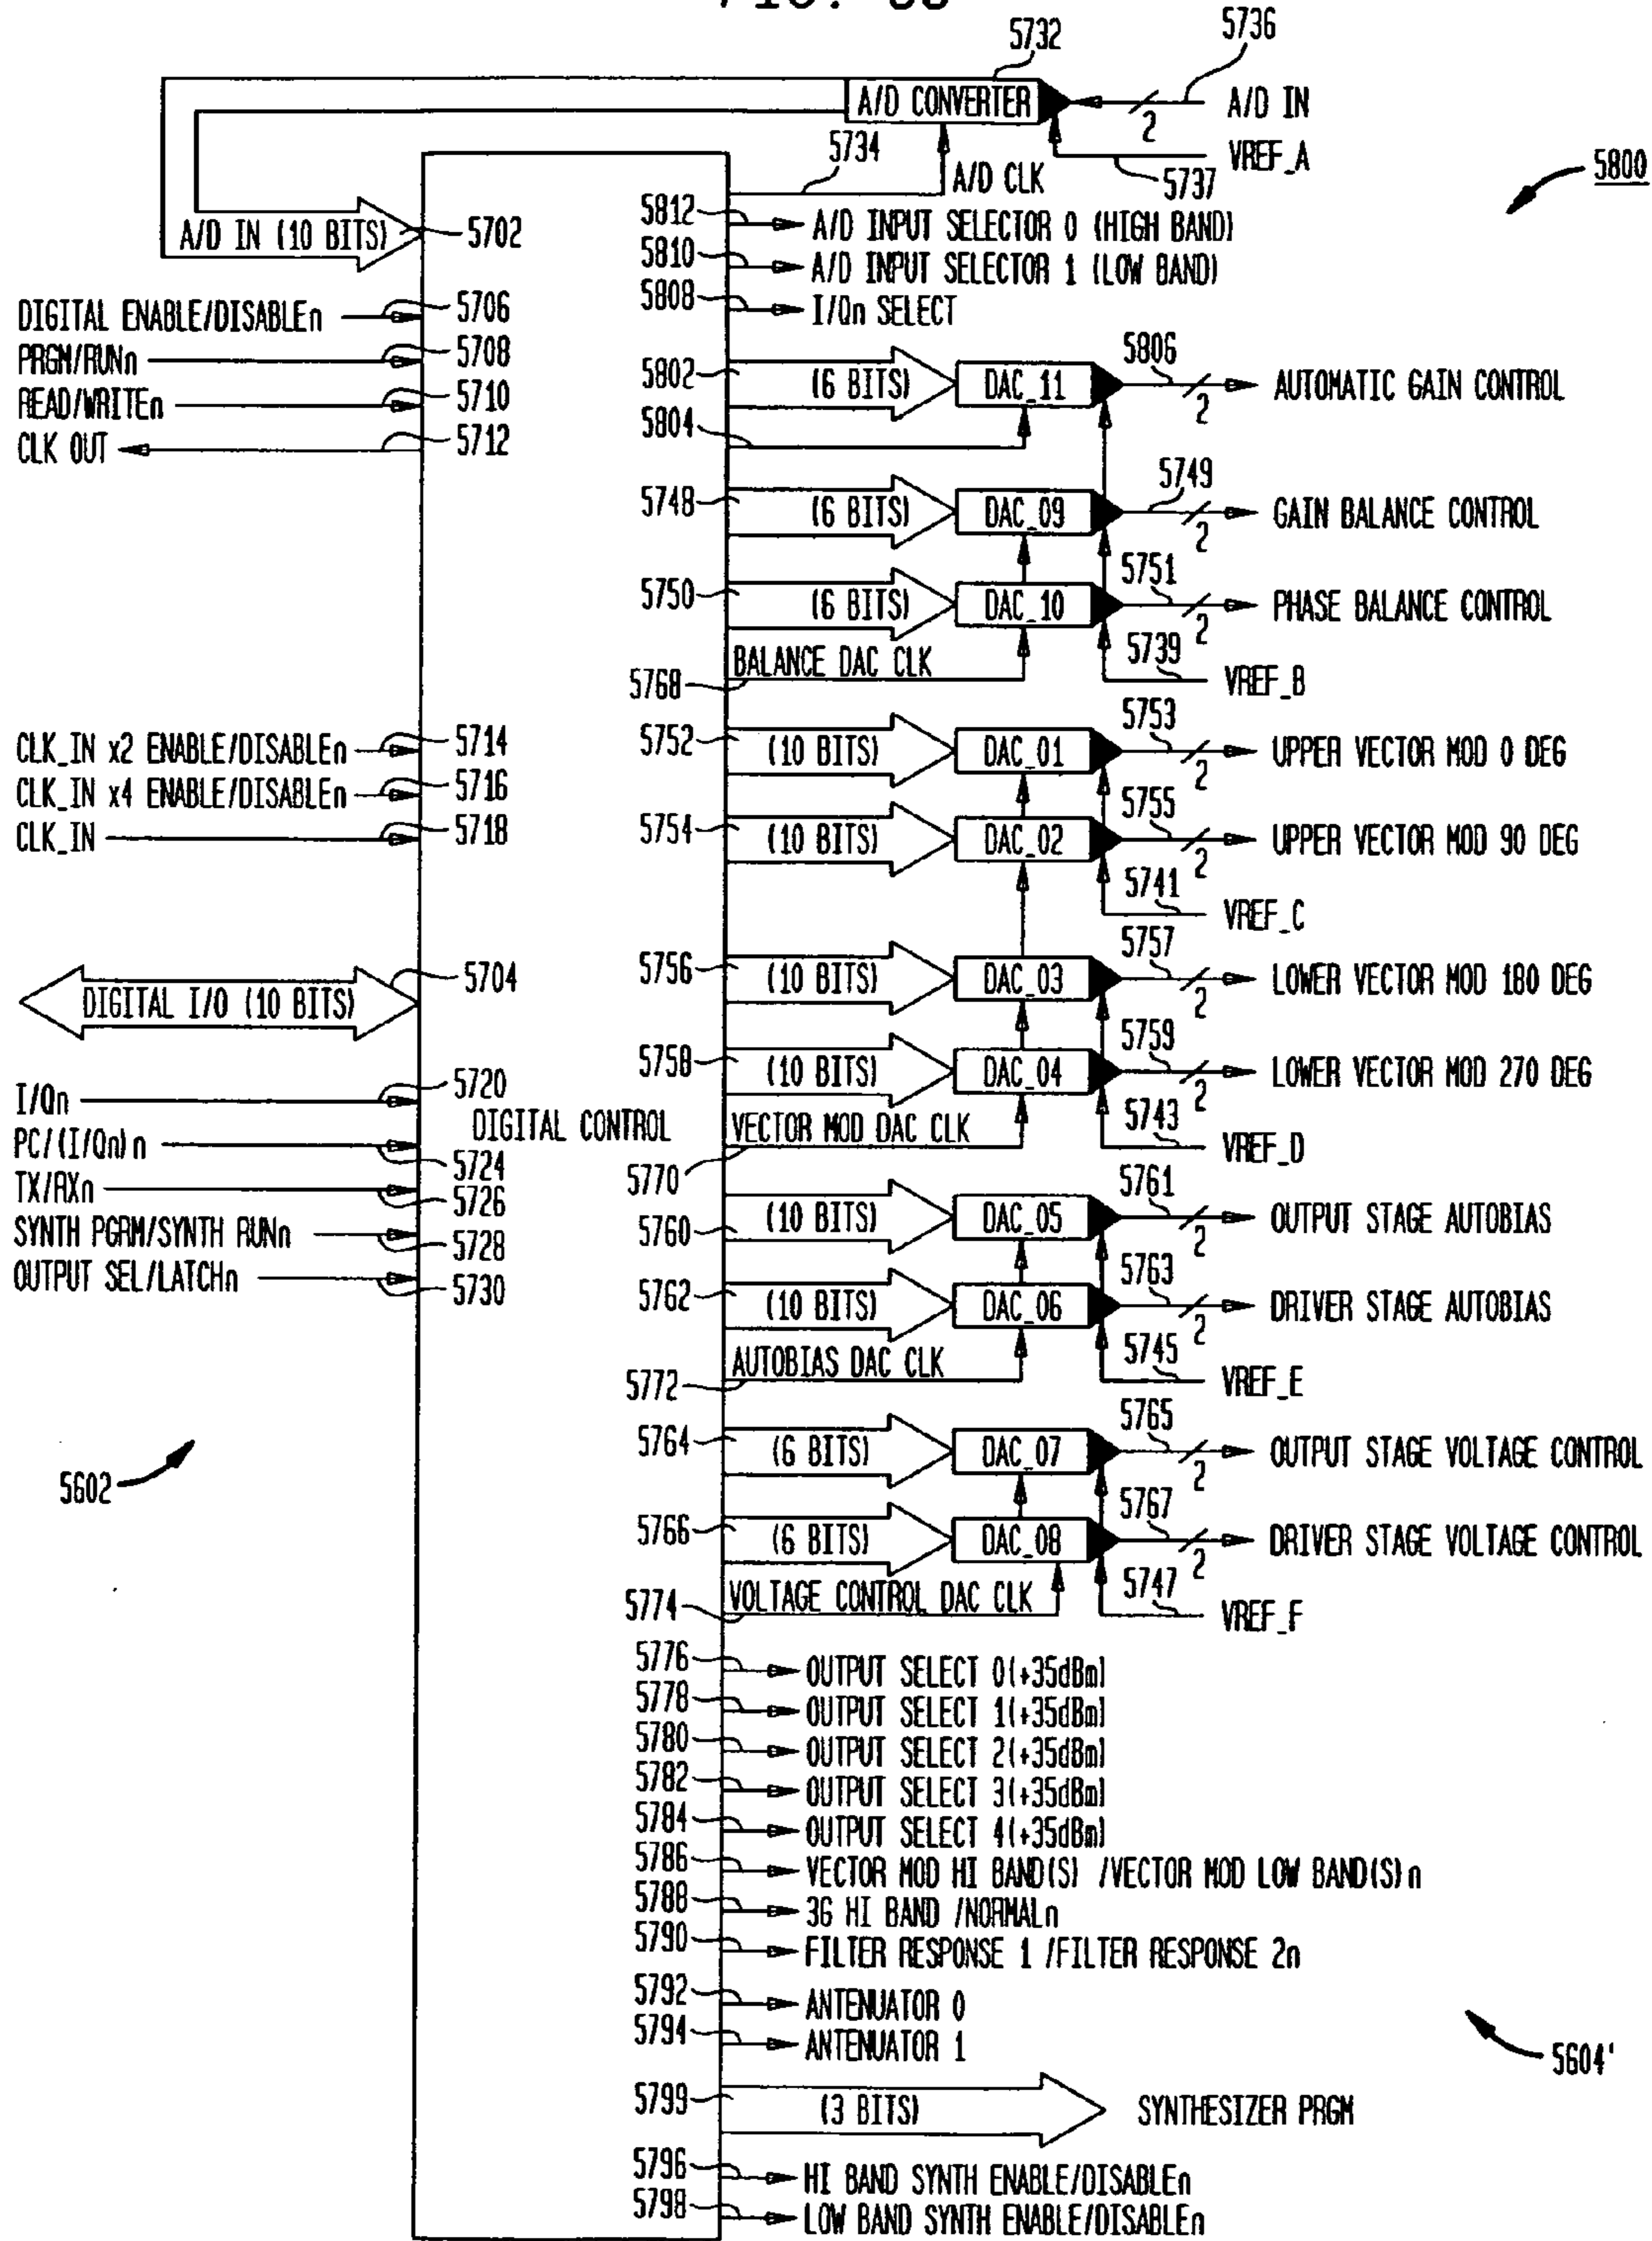 5732
5736
A/D CONVERTER
2
A/D IN
VREF_A
5737
5734
A/D CLK
5800
A/D IN (10 BITS)
5702
5812
A/D INPUT SELECTOR 0 (HIGH BAND)
5810
A/D INPUT SELECTOR 1 (LOW BAND)
5808
I/Qn SELECT
DIGITAL ENABLE/DISABLEn
5706
PRGM/RUNn
5708
READ/WRITEn
5710
CLK OUT
5712
5802
(6 BITS)
DAC_11
5806
2
AUTOMATIC GAIN CONTROL
5804
5748
(6 BITS)
DAC_09
5749
2
GAIN BALANCE CONTROL
5750
(6 BITS)
DAC_10
5751
2
PHASE BALANCE CONTROL
BALANCE DAC CLK
5768
5739
VREF_B
CLK_IN x2 ENABLE/DISABLEn
5714
CLK_IN x4 ENABLE/DISABLEn
5716
CLK_IN
5718
5752
(10 BITS)
DAC_01
5753
2
UPPER VECTOR MOD 0 DEG
5754
(10 BITS)
DAC_02
5755
2
UPPER VECTOR MOD 90 DEG
5741
VREF_C
DIGITAL I/O (10 BITS)
5704
5756
(10 BITS)
DAC_03
5757
2
LOWER VECTOR MOD 180 DEG
5758
(10 BITS)
DAC_04
5759
2
LOWER VECTOR MOD 270 DEG
5743
VREF_D
I/Qn
5720
PC/(I/Qn)n
5724
TX/RXn
5726
SYNTH PGRM/SYNTH RUNn
5728
OUTPUT SEL/LATCHn
5730
DIGITAL CONTROL
VECTOR MOD DAC CLK
5770
5760
(10 BITS)
DAC_05
5761
2
OUTPUT STAGE AUTOBIAS
5762
(10 BITS)
DAC_06
5763
2
DRIVER STAGE AUTOBIAS
AUTOBIAS DAC CLK
5772
5745
VREF_E
5602
5764
(6 BITS)
DAC_07
5765
2
OUTPUT STAGE VOLTAGE CONTROL
5766
(6 BITS)
DAC_08
5767
2
DRIVER STAGE VOLTAGE CONTROL
VOLTAGE CONTROL DAC CLK
5774
5747
VREF_F
5776
OUTPUT SELECT 0(+35dBm)
5778
OUTPUT SELECT 1(+35dBm)
5780
OUTPUT SELECT 2(+35dBm)
5782
OUTPUT SELECT 3(+35dBm)
5784
OUTPUT SELECT 4(+35dBm)
5786
VECTOR MOD HI BAND(S) /VECTOR MOD LOW BAND(S)n
5788
3G HI BAND /NORMALn
5790
FILTER RESPONSE 1 /FILTER RESPONSE 2n
5792
ANTENUATOR 0
5794
ANTENUATOR 1
5604'
5799
(3 BITS)
SYNTHESIZER PRGM
5796
HI BAND SYNTH ENABLE/DISABLEn
5798
LOW BAND SYNTH ENABLE/DISABLEn